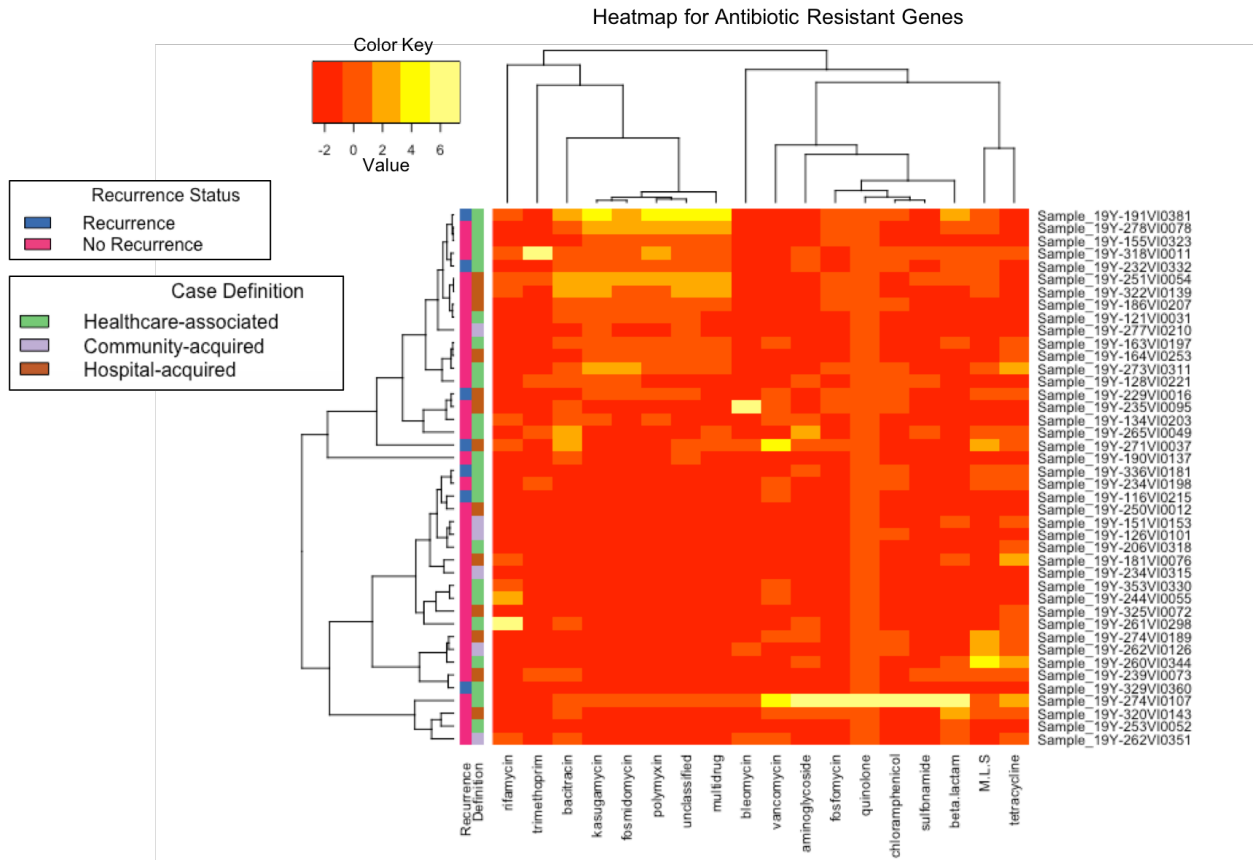 Heatmap for Antibiotic Resistant Genes
Color Key
-2 0 2 4 6
Value
Recurrence Status
Recurrence
No Recurrence
Case Definition
Healthcare-associated
Community-acquired
Hospital-acquired
Sample_19Y-191VI0381
Sample_19Y-278VI0078
Sample_19Y-155VI0323
Sample_19Y-318VI0011
Sample_19Y-232VI0332
Sample_19Y-251VI0054
Sample_19Y-322VI0139
Sample_19Y-186VI0207
Sample_19Y-121VI0031
Sample_19Y-277VI0210
Sample_19Y-163VI0197
Sample_19Y-164VI0253
Sample_19Y-273VI0311
Sample_19Y-128VI0221
Sample_19Y-229VI0016
Sample_19Y-235VI0095
Sample_19Y-134VI0203
Sample_19Y-265VI0049
Sample_19Y-271VI0037
Sample_19Y-190VI0137
Sample_19Y-336VI0181
Sample_19Y-234VI0198
Sample_19Y-116VI0215
Sample_19Y-250VI0012
Sample_19Y-151VI0153
Sample_19Y-126VI0101
Sample_19Y-206VI0318
Sample_19Y-181VI0076
Sample_19Y-234VI0315
Sample_19Y-353VI0330
Sample_19Y-244VI0055
Sample_19Y-325VI0072
Sample_19Y-261VI0298
Sample_19Y-274VI0189
Sample_19Y-262VI0126
Sample_19Y-260VI0344
Sample_19Y-239VI0073
Sample_19Y-329VI0360
Sample_19Y-274VI0107
Sample_19Y-320VI0143
Sample_19Y-253VI0052
Sample_19Y-262VI0351
Recurrence
Definition
rifamycin
trimethoprim
bacitracin
kasugamycin
fosmidomycin
polymyxin
unclassified
multidrug
bleomycin
vancomycin
aminoglycoside
fosfomycin
quinolone
chloramphenicol
sulfonamide
beta.lactam
M.L.S
tetracycline